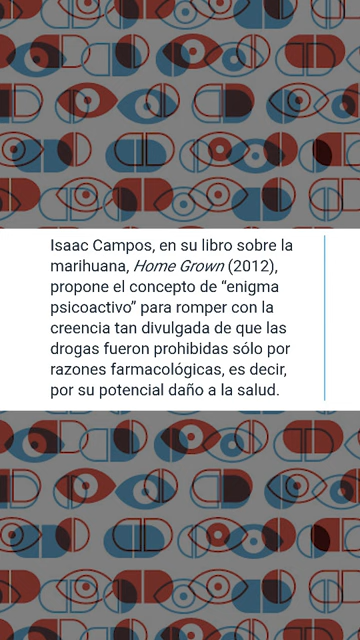 Isaac Campos, en su libro sobre la
marihuana, Home Grown (2012),
propone el concepto de “enigma
psicoactivo” para romper con la
creencia tan divulgada de que las
drogas fueron prohibidas sólo por
razones farmacológicas, es decir,
por su potencial daño a la salud.